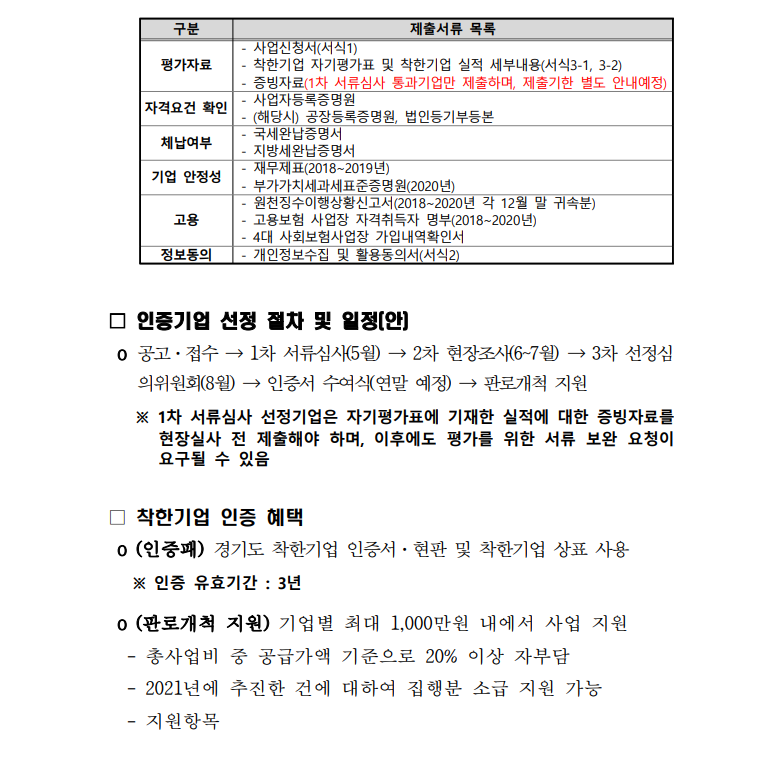 구분 제출서류 목록
평가자료
- 사업신청서(서식1)
- 착한기업 자기평가표 및 착한기업 실적 세부내용(서식3-1, 3-2)
- 증빙자료(1차 서류심사 통과기업만 제출하며, 제출기한 별도 안내예정)
자격요건 확인
- 사업자등록증명원
- (해당시) 공장등록증명원, 법인등기부등본
체납여부
- 국세완납증명서
- 지방세완납증명서
기업 안정성
- 재무제표(2018~2019년)
- 부가가치세과세표준증명원(2020년)
고용
- 원천징수이행상황신고서(2018~2020년 각 12월 말 귀속분)
- 고용보험 사업장 자격취득자 명부(2018~2020년)
- 4대 사회보험사업장 가입내역확인서
정보동의
- 개인정보수집 및 활용동의서(서식2)
□ 인증기업 선정 절차 및 일정(안)
o 공고·접수 → 1차 서류심사(5월) → 2차 현장조사(6~7월) → 3차 선정심
의위원회(8월) → 인증서 수여식(연말 예정) → 판로개척 지원
※ 1차 서류심사 선정기업은 자기평가표에 기재한 실적에 대한 증빙자료를
현장실사 전 제출해야 하며, 이후에도 평가를 위한 서류 보완 요청이
요구될 수 있음
□ 착한기업 인증 혜택
o (인증패) 경기도 착한기업 인증서·현판 및 착한기업 상표 사용
※ 인증 유효기간 : 3년
o (판로개척 지원) 기업별 최대 1,000만원 내에서 사업 지원
- 총사업비 중 공급가액 기준으로 20% 이상 자부담
- 2021년에 추진한 건에 대하여 집행분 소급 지원 가능
- 지원항목